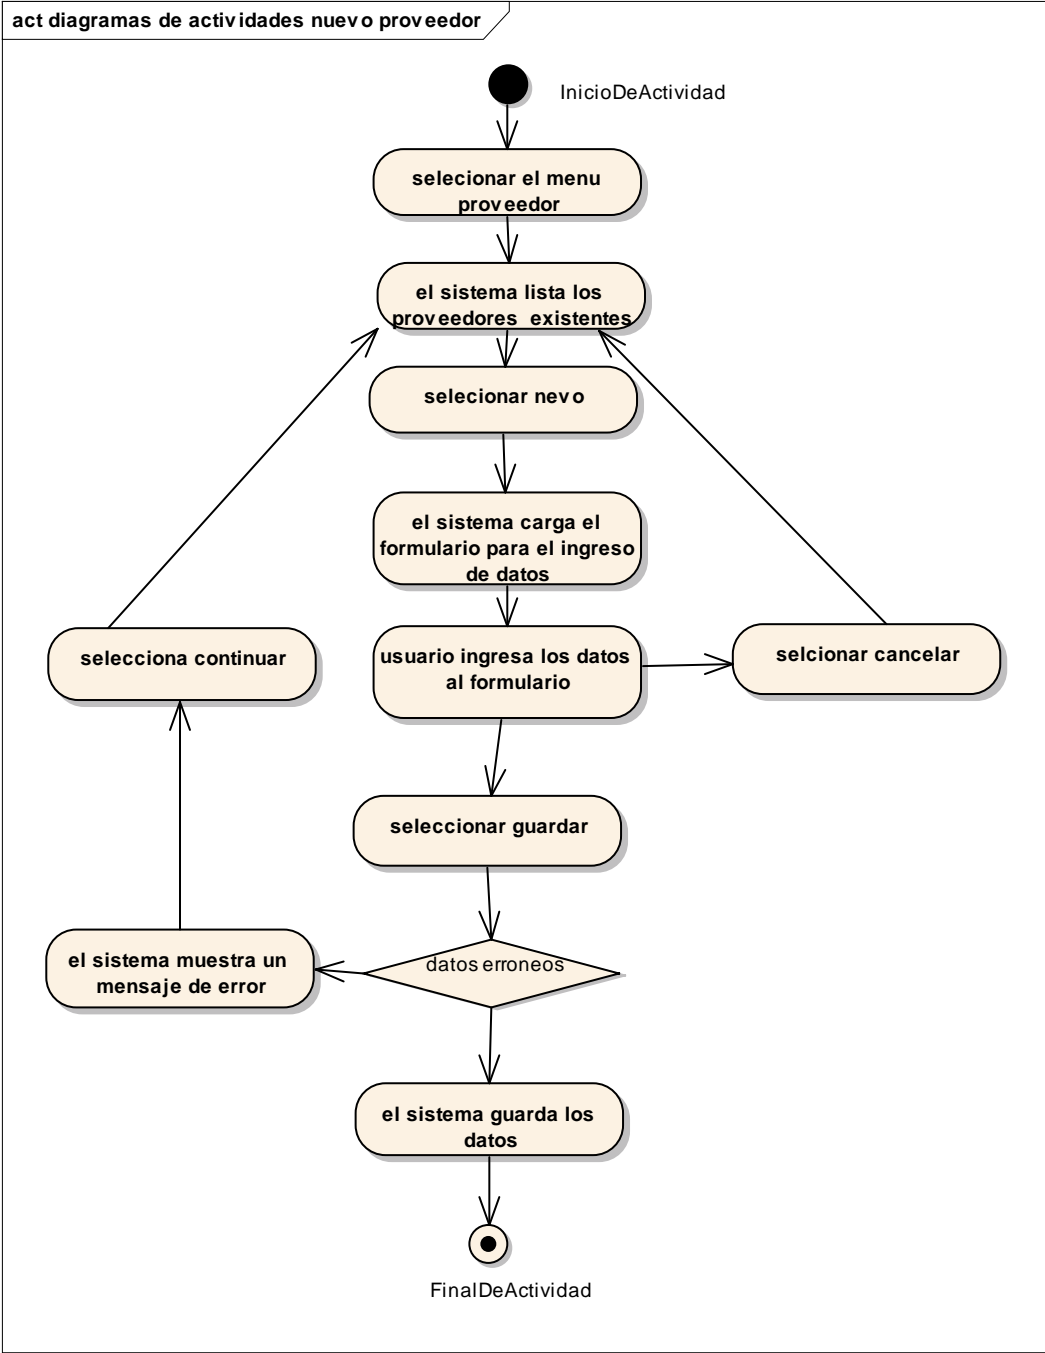 act diagramas de actividades nuevo proveedor
InicioDeActividad
selecionar el menu
proveedor
el sistema lista los
proveedores existentes
selecionar nevo
el sistema carga el
formulario para el ingreso
de datos
selecciona continuar
usuario ingresa los datos
al formulario
selcionar cancelar
seleccionar guardar
el sistema muestra un
mensaje de error
datos erroneos
el sistema guarda los
datos
FinalDeActividad